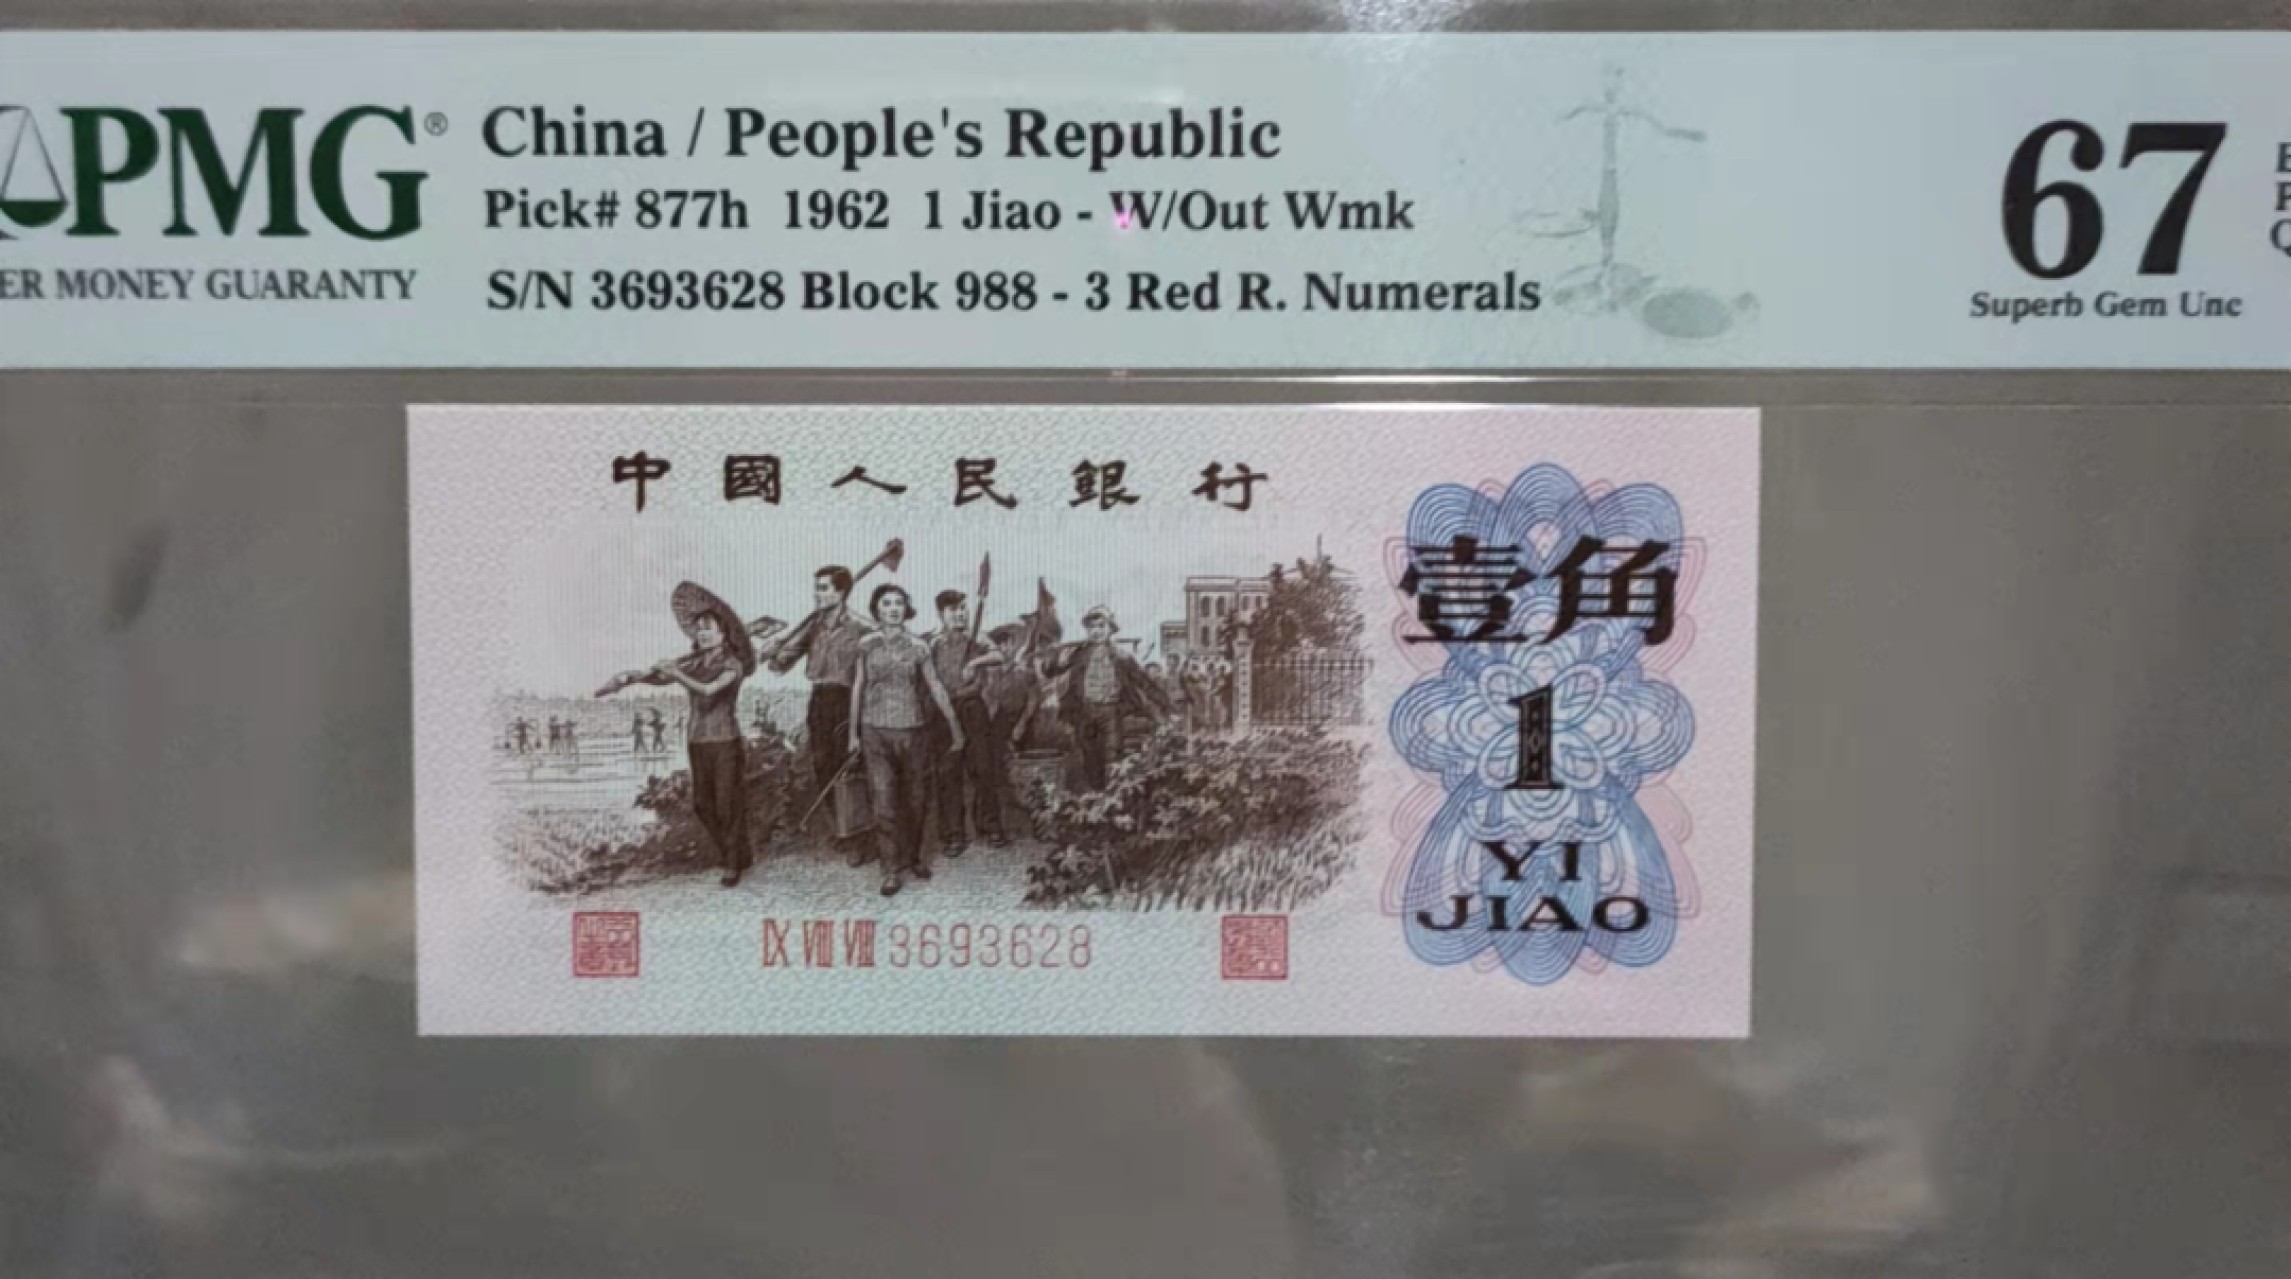 PMG®
ER MONEY GUARANTY
China / People's Republic
Pick# 877h 1962 1 Jiao - W/Out Wmk
S/N 3693628 Block 988 - 3 Red R. Numerals
67
Superb Gem Unc
E
P
Q
中國人民銀行
壹角
1
YI
JIAO
IX VIII VIII 3693628